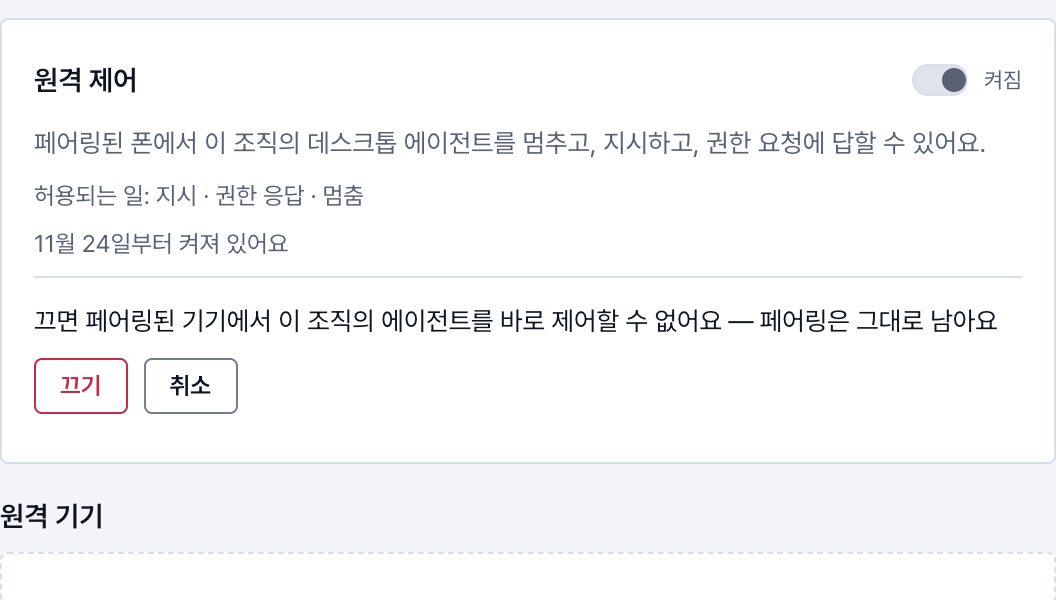 원격 제어
켜짐
페어링된 폰에서 이 조직의 데스크톱 에이전트를 멈추고, 지시하고, 권한 요청에 답할 수 있어요.
허용되는 일: 지시 · 권한 응답 · 멈춤
11월 24일부터 켜져 있어요
끄면 페어링된 기기에서 이 조직의 에이전트를 바로 제어할 수 없어요 — 페어링은 그대로 남아요
끄기
취소
원격 기기